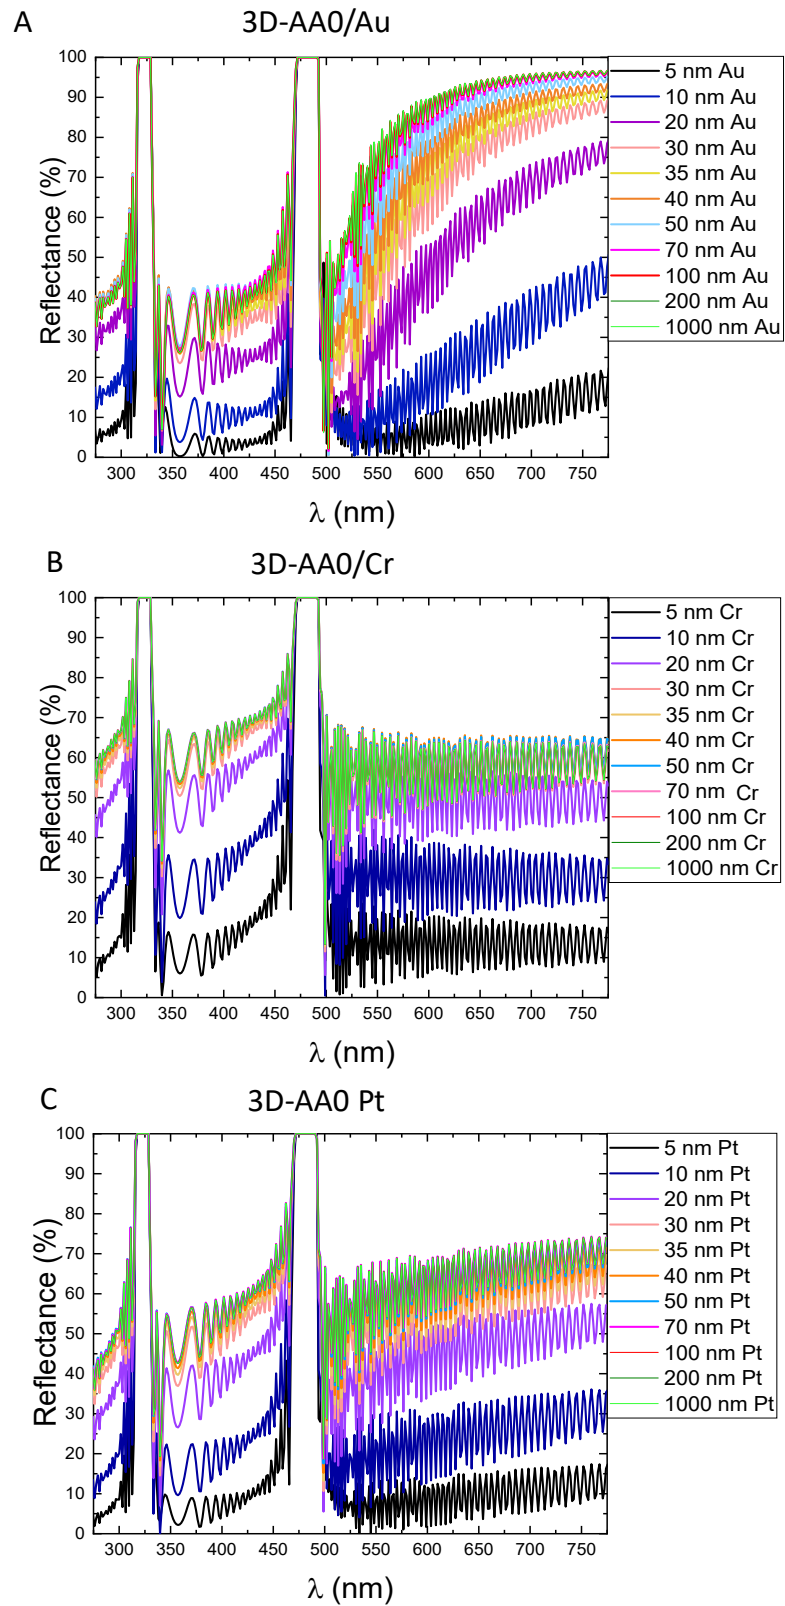 A
3D-AA0/Au
Reflectance (%)
100
90
80
70
60
50
40
30
20
10
0
300
350
400
450
500
550
600
650
700
750
λ (nm)
5 nm Au
10 nm Au
20 nm Au
30 nm Au
35 nm Au
40 nm Au
50 nm Au
70 nm Au
100 nm Au
200 nm Au
1000 nm Au
B
3D-AA0/Cr
Reflectance (%)
100
90
80
70
60
50
40
30
20
10
0
300
350
400
450
500
550
600
650
700
750
λ (nm)
5 nm Cr
10 nm Cr
20 nm Cr
30 nm Cr
35 nm Cr
40 nm Cr
50 nm Cr
70 nm Cr
100 nm Cr
200 nm Cr
1000 nm Cr
C
3D-AA0 Pt
Reflectance (%)
100
90
80
70
60
50
40
30
20
10
0
300
350
400
450
500
550
600
650
700
750
λ (nm)
5 nm Pt
10 nm Pt
20 nm Pt
30 nm Pt
35 nm Pt
40 nm Pt
50 nm Pt
70 nm Pt
100 nm Pt
200 nm Pt
1000 nm Pt